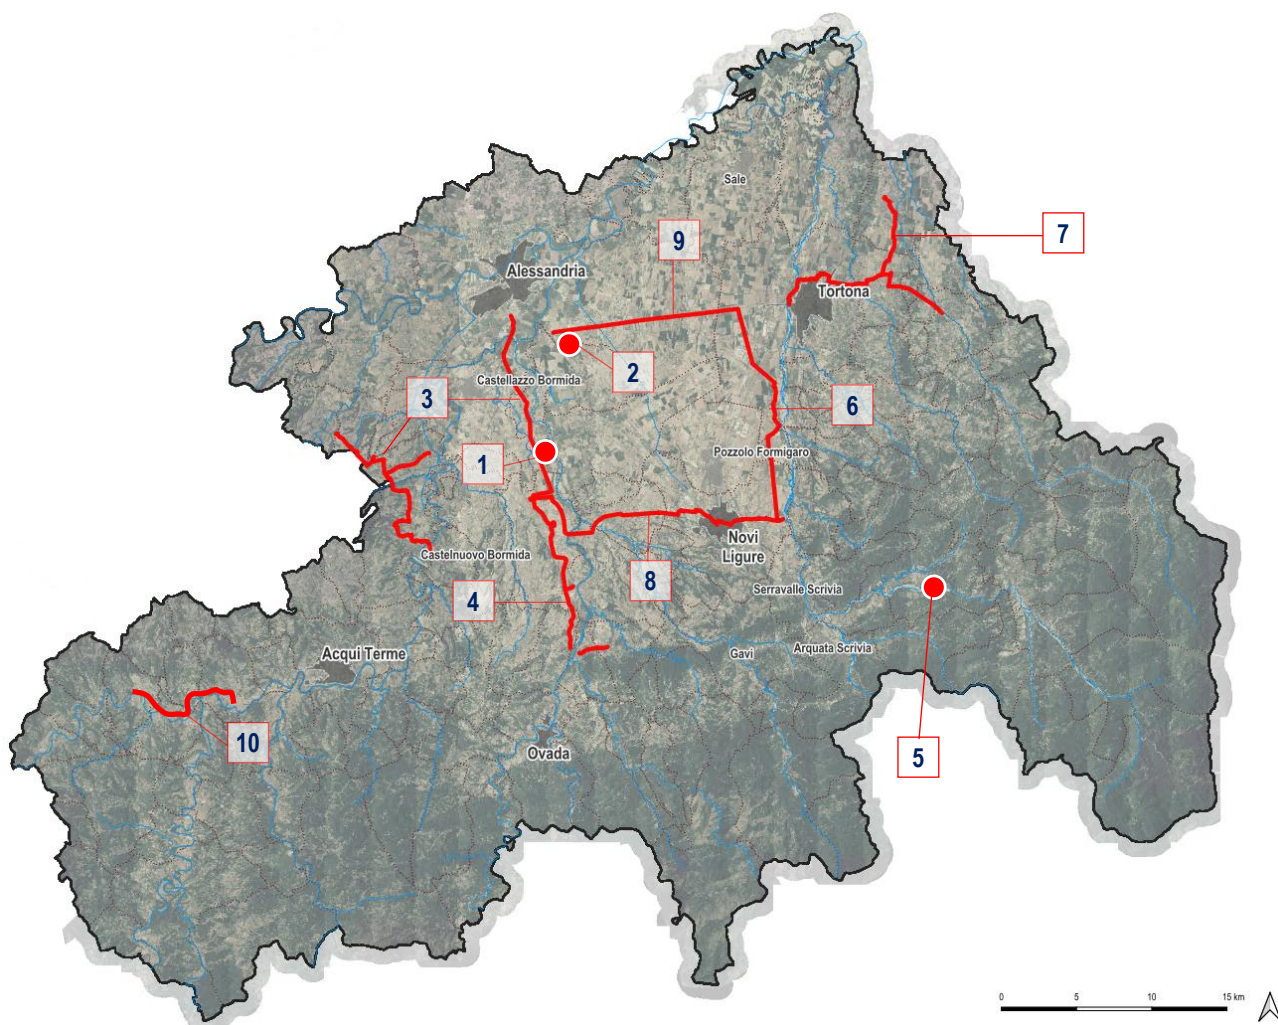 Sale
9
7
Alessandria
Tortona
2
Castellazzo Bormida
3
6
Pozzolo Formigaro
1
Novi
Ligure
Castelnuovo Bormida
8
Serravalle Scrivia
4
Acqui Terme
Gavi
Arquata Scrivia
10
Ovada
5
0 5 10 15 km